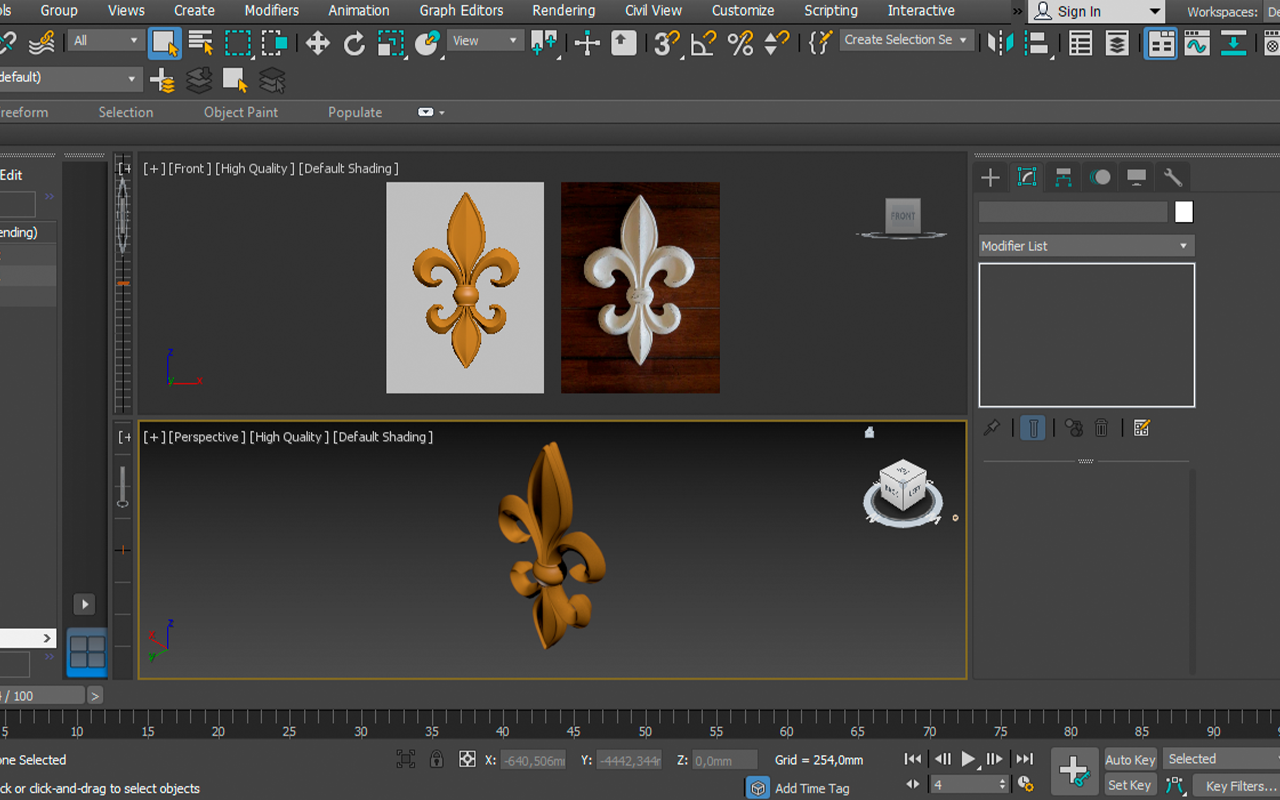 Group Views Create Modifiers Animation Graph Editors Rendering Civil View Customize Scripting Interactive Sign In Workspaces:
All View 3 Create Selection Se
default)
reeform Selection Object Paint Populate
Edit
[+ [+] [Front] [High Quality] [Default Shading]
ending)
FRONT
Modifier List
z
y x
[+ [+] [Perspective] [High Quality] [Default Shading]
BACK LEFT
z
x
y
/ 100 >
5 10 15 20 25 30 35 40 45 50 55 60 65 70 75 80 85 90
one Selected X: -640,506m Y: -4442,344r Z: 0,0mm Grid = 254,0mm Auto Key Selected
ck or click-and-drag to select objects Add Time Tag 4 Set Key Key Filters...